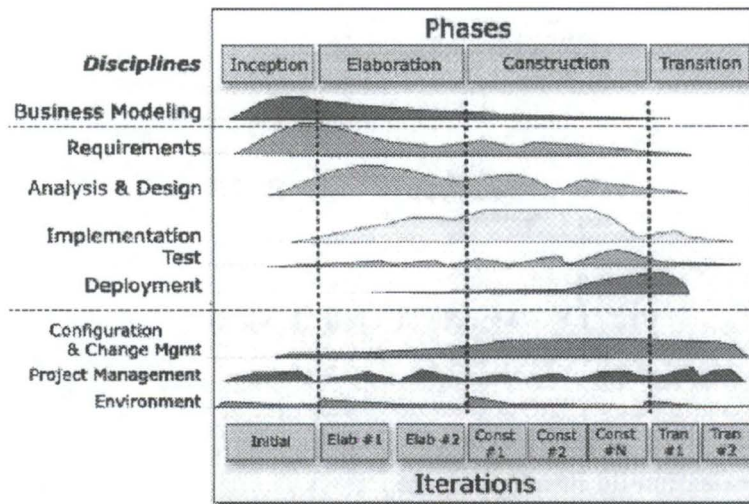 Phases
Disciplines Inception Elaboration Construction Transition
Business Modeling
Requirements
Analysis & Design
Implementation
Test
Deployment
Configuration
& Change Mgmt
Project Management
Environment
Initial Elab #1 Elab #2 Const #1 Const #2 Const #N Tran #1 Tran #2
Iterations